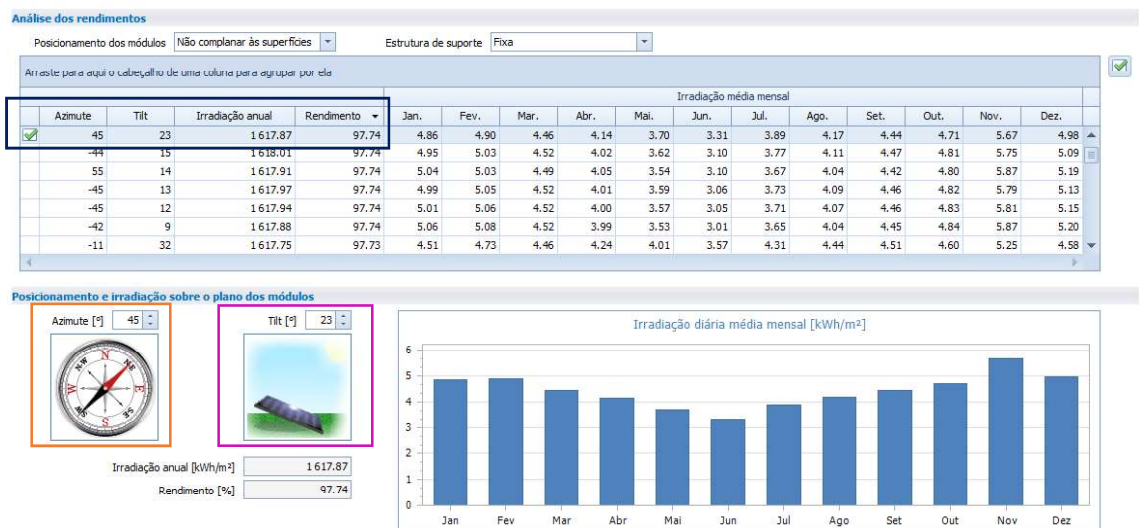 Análise dos rendimentos
Posicionamento dos módulos Não complanar às superfícies Estrutura de suporte Fixa
Arraste para aqui o cabeçalho de uma coluna para agrupar por ela
Irradiação média mensal
Azimute Tilt Irradiação anual Rendimento Jan. Fev. Mar. Abr. Mai. Jun. Jul. Ago. Set. Out. Nov. Dez.
45 23 1 617.87 97.74 4.86 4.90 4.46 4.14 3.70 3.31 3.89 4.17 4.44 4.71 5.67 4.98
-44 15 1 618.01 97.74 4.95 5.03 4.52 4.02 3.62 3.10 3.77 4.11 4.47 4.81 5.75 5.09
55 14 1 617.91 97.74 5.04 5.03 4.49 4.05 3.54 3.10 3.67 4.04 4.42 4.80 5.87 5.19
-45 13 1 617.97 97.74 4.99 5.05 4.52 4.01 3.59 3.06 3.73 4.09 4.46 4.82 5.79 5.13
-45 12 1 617.94 97.74 5.01 5.06 4.52 4.00 3.57 3.05 3.71 4.07 4.46 4.83 5.81 5.15
-42 9 1 617.88 97.74 5.06 5.08 4.52 3.99 3.53 3.01 3.65 4.04 4.45 4.84 5.87 5.20
-11 32 1 617.75 97.73 4.51 4.73 4.46 4.24 4.01 3.57 4.31 4.44 4.51 4.60 5.25 4.58
Posicionamento e irradiação sobre o plano dos módulos
Azimute [º] 45 Tilt [º] 23
N
N-W N-E
W E
SW S-E
S
Irradiação anual [kWh/m²] 1 617.87
Rendimento [%] 97.74
Irradiação diária média mensal [kWh/m²]
6
5
4
3
2
1
0
Jan Fev Mar Abr Mai Jun Jul Ago Set Out Nov Dez